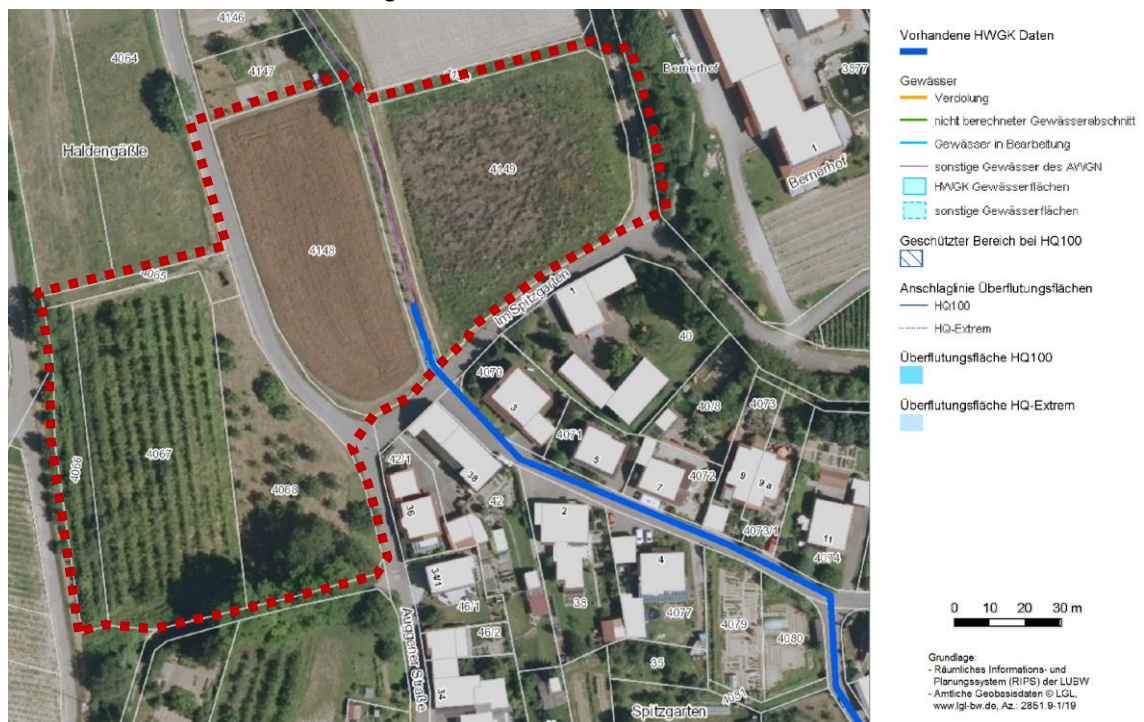 4146
4064
4147
Haldengäßle
4149
4148
4065
4066
4067
4068
Bernerhof
3877
1
Bernerhof
Im Spitzgarten
1
40
4070
3
40/8
4073
4071
5
7
4072
9
9 a
42/1
38
42
36
2
4073/1
11
4074
34/1
46/1
38
4
4077
4079
4080
46/2
35
4081
34
Auggener Straße
Spitzgarten
Vorhandene HWGK Daten
Gewässer
Verdolung
nicht berechneter Gewässerabschnitt
Gewässer in Bearbeitung
sonstige Gewässer des AWGN
HWGK Gewässerflächen
sonstige Gewässerflächen
Geschützter Bereich bei HQ100
Anschlaglinie Überflutungsflächen
HQ100
HQ-Extrem
Überflutungsfläche HQ100
Überflutungsfläche HQ-Extrem
0 10 20 30 m
Grundlage:
- Räumliches Informations- und
Planungssystem (RIPS) der LUBW
- Amtliche Geobasisdaten © LGL,
www.lgl-bw.de, Az.: 2851.9-1/19